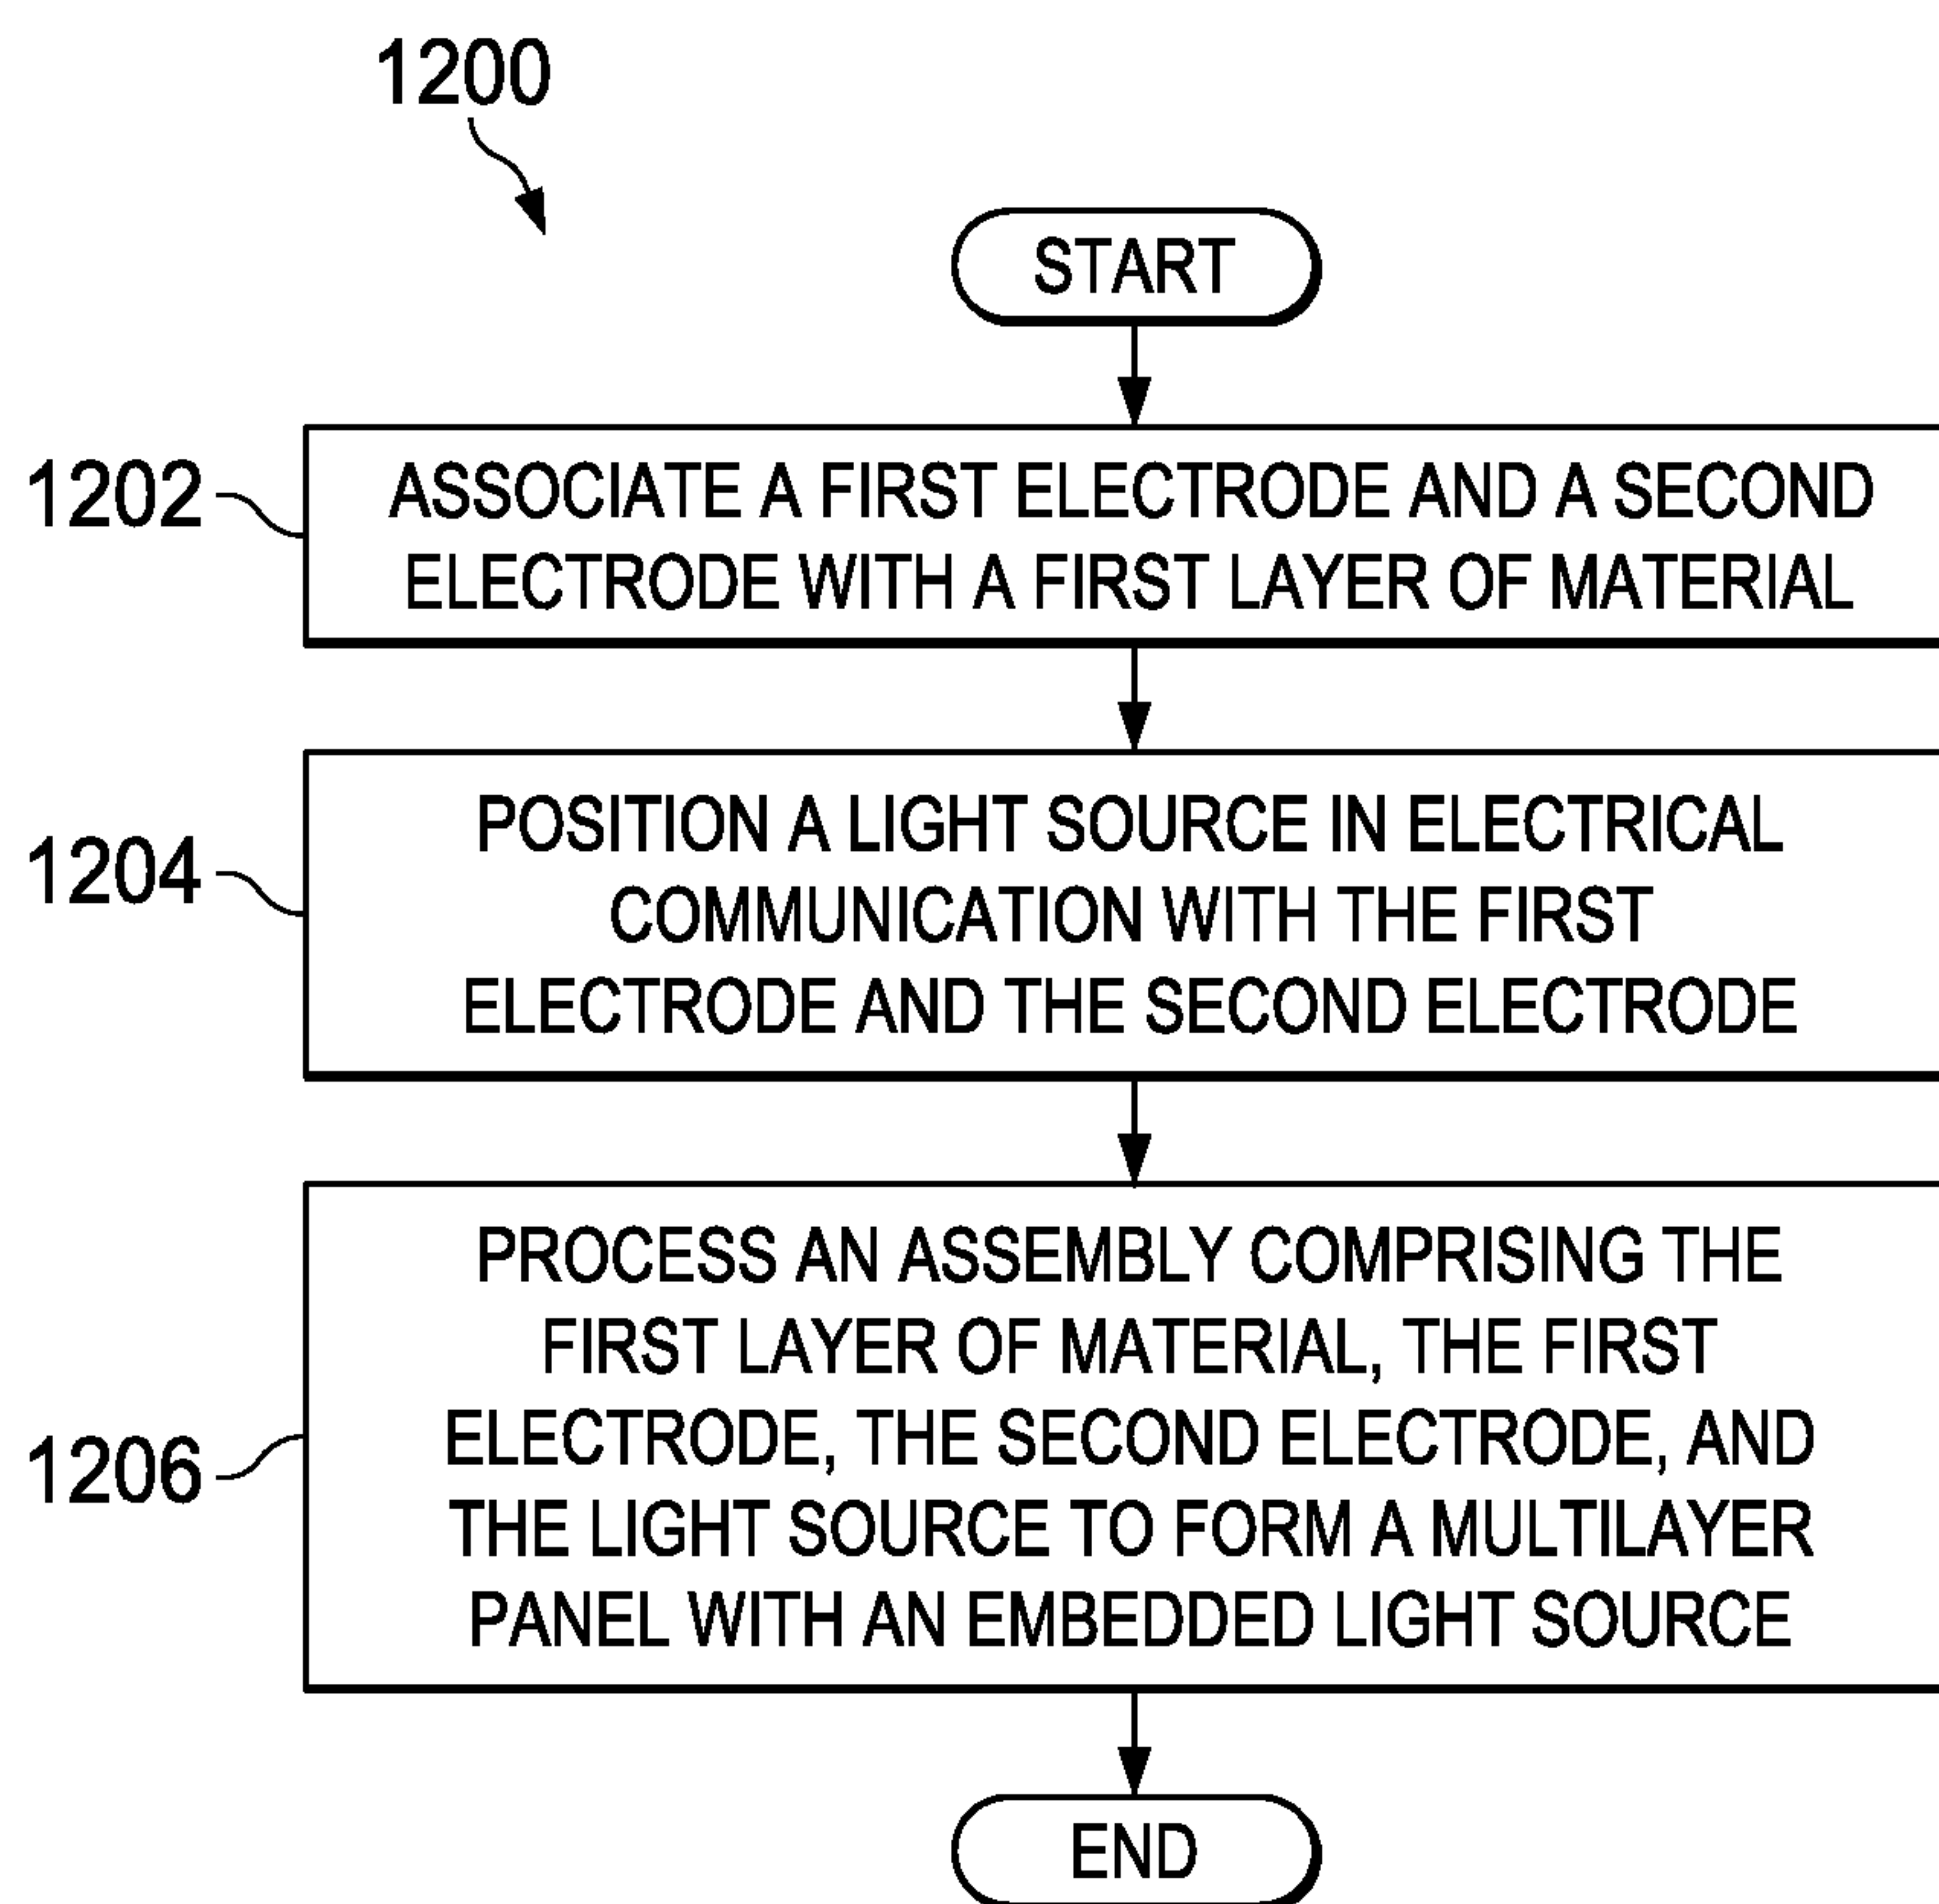 1200
START
1202
ASSOCIATE A FIRST ELECTRODE AND A SECOND
ELECTRODE WITH A FIRST LAYER OF MATERIAL
1204
POSITION A LIGHT SOURCE IN ELECTRICAL
COMMUNICATION WITH THE FIRST
ELECTRODE AND THE SECOND ELECTRODE
1206
PROCESS AN ASSEMBLY COMPRISING THE
FIRST LAYER OF MATERIAL, THE FIRST
ELECTRODE, THE SECOND ELECTRODE, AND
THE LIGHT SOURCE TO FORM A MULTILAYER
PANEL WITH AN EMBEDDED LIGHT SOURCE
END